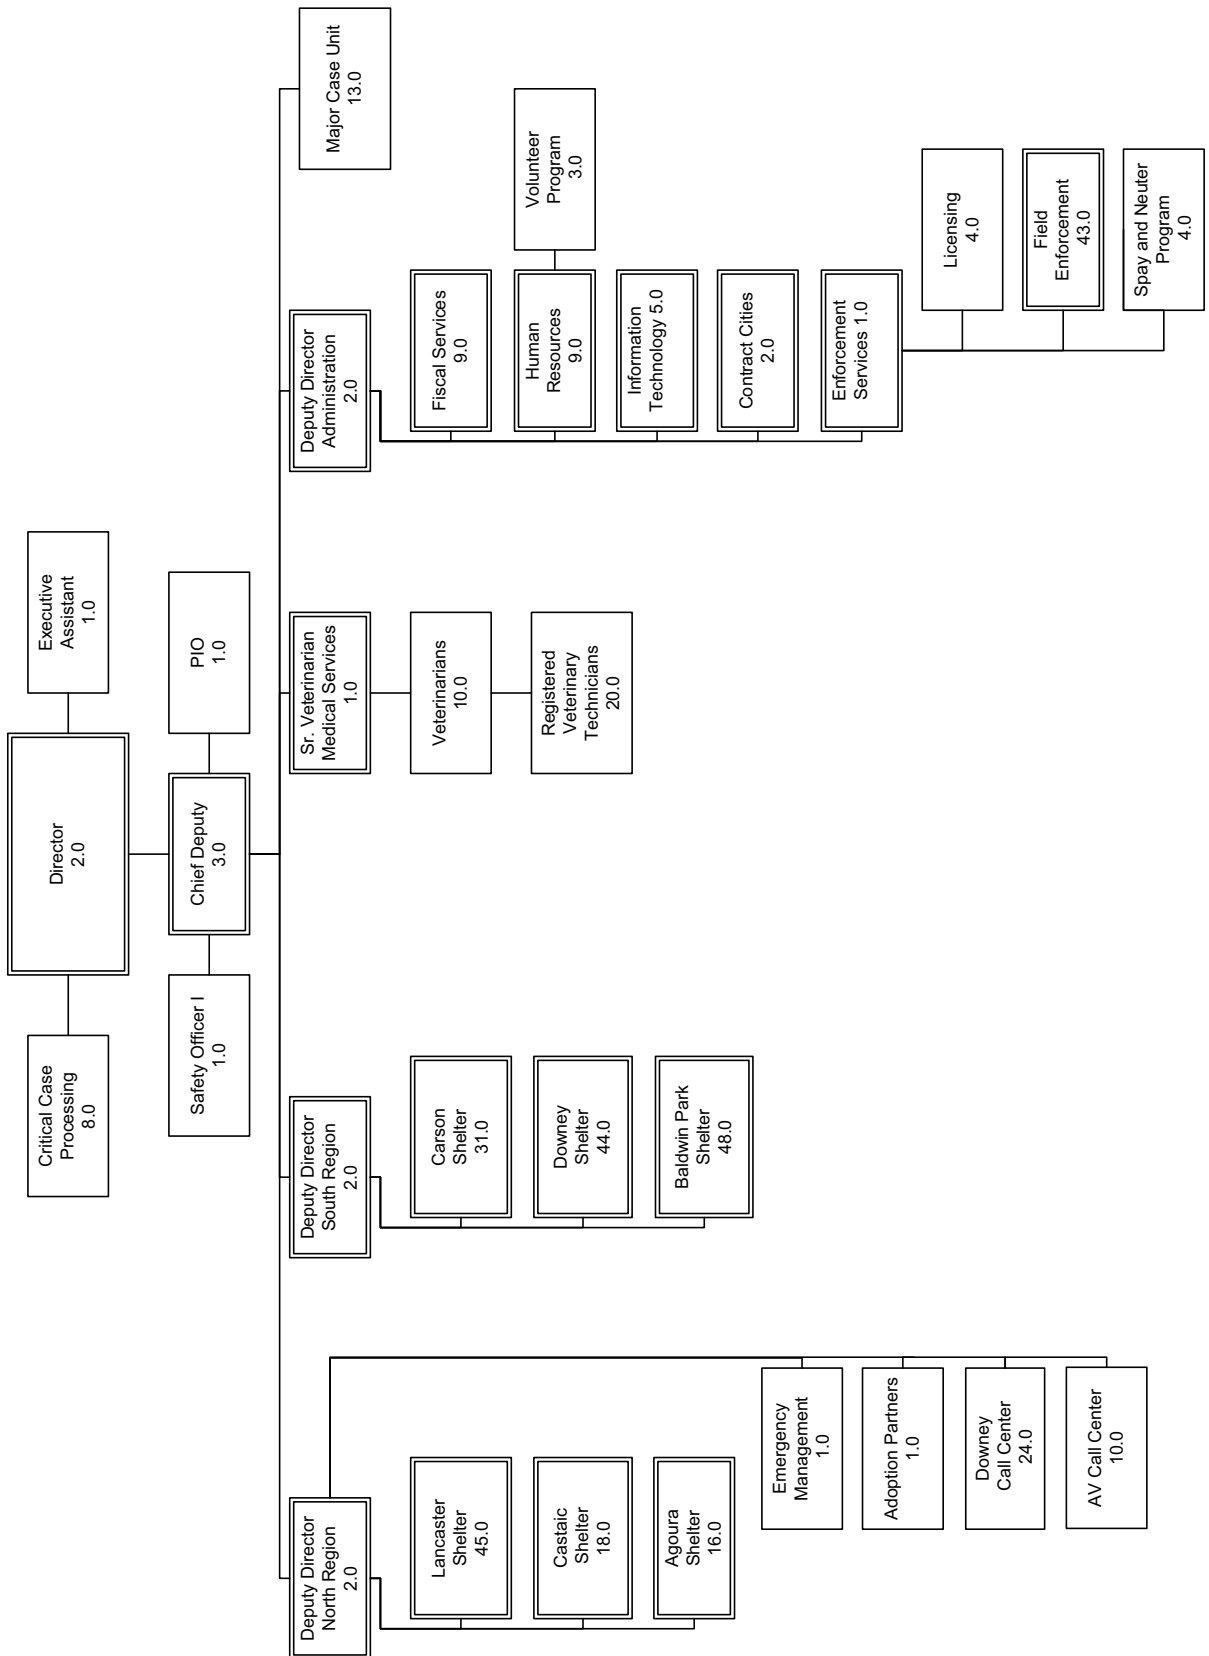 Director
2.0
Critical Case
Processing
8.0
Executive
Assistant
1.0
Safety Officer I
1.0
Chief Deputy
3.0
PIO
1.0
Deputy Director
North Region
2.0
Deputy Director
South Region
2.0
Sr. Veterinarian
Medical Services
1.0
Deputy Director
Administration
2.0
Major Case Unit
13.0
Lancaster
Shelter
45.0
Castaic
Shelter
18.0
Agoura
Shelter
16.0
Emergency
Management
1.0
Adoption Partners
1.0
Downey
Call Center
24.0
AV Call Center
10.0
Carson
Shelter
31.0
Downey
Shelter
44.0
Baldwin Park
Shelter
48.0
Veterinarians
10.0
Registered
Veterinary
Technicians
20.0
Fiscal Services
9.0
Human
Resources
9.0
Volunteer
Program
3.0
Information
Technology 5.0
Contract Cities
2.0
Enforcement
Services 1.0
Licensing
4.0
Field
Enforcement
43.0
Spay and Neuter
Program
4.0